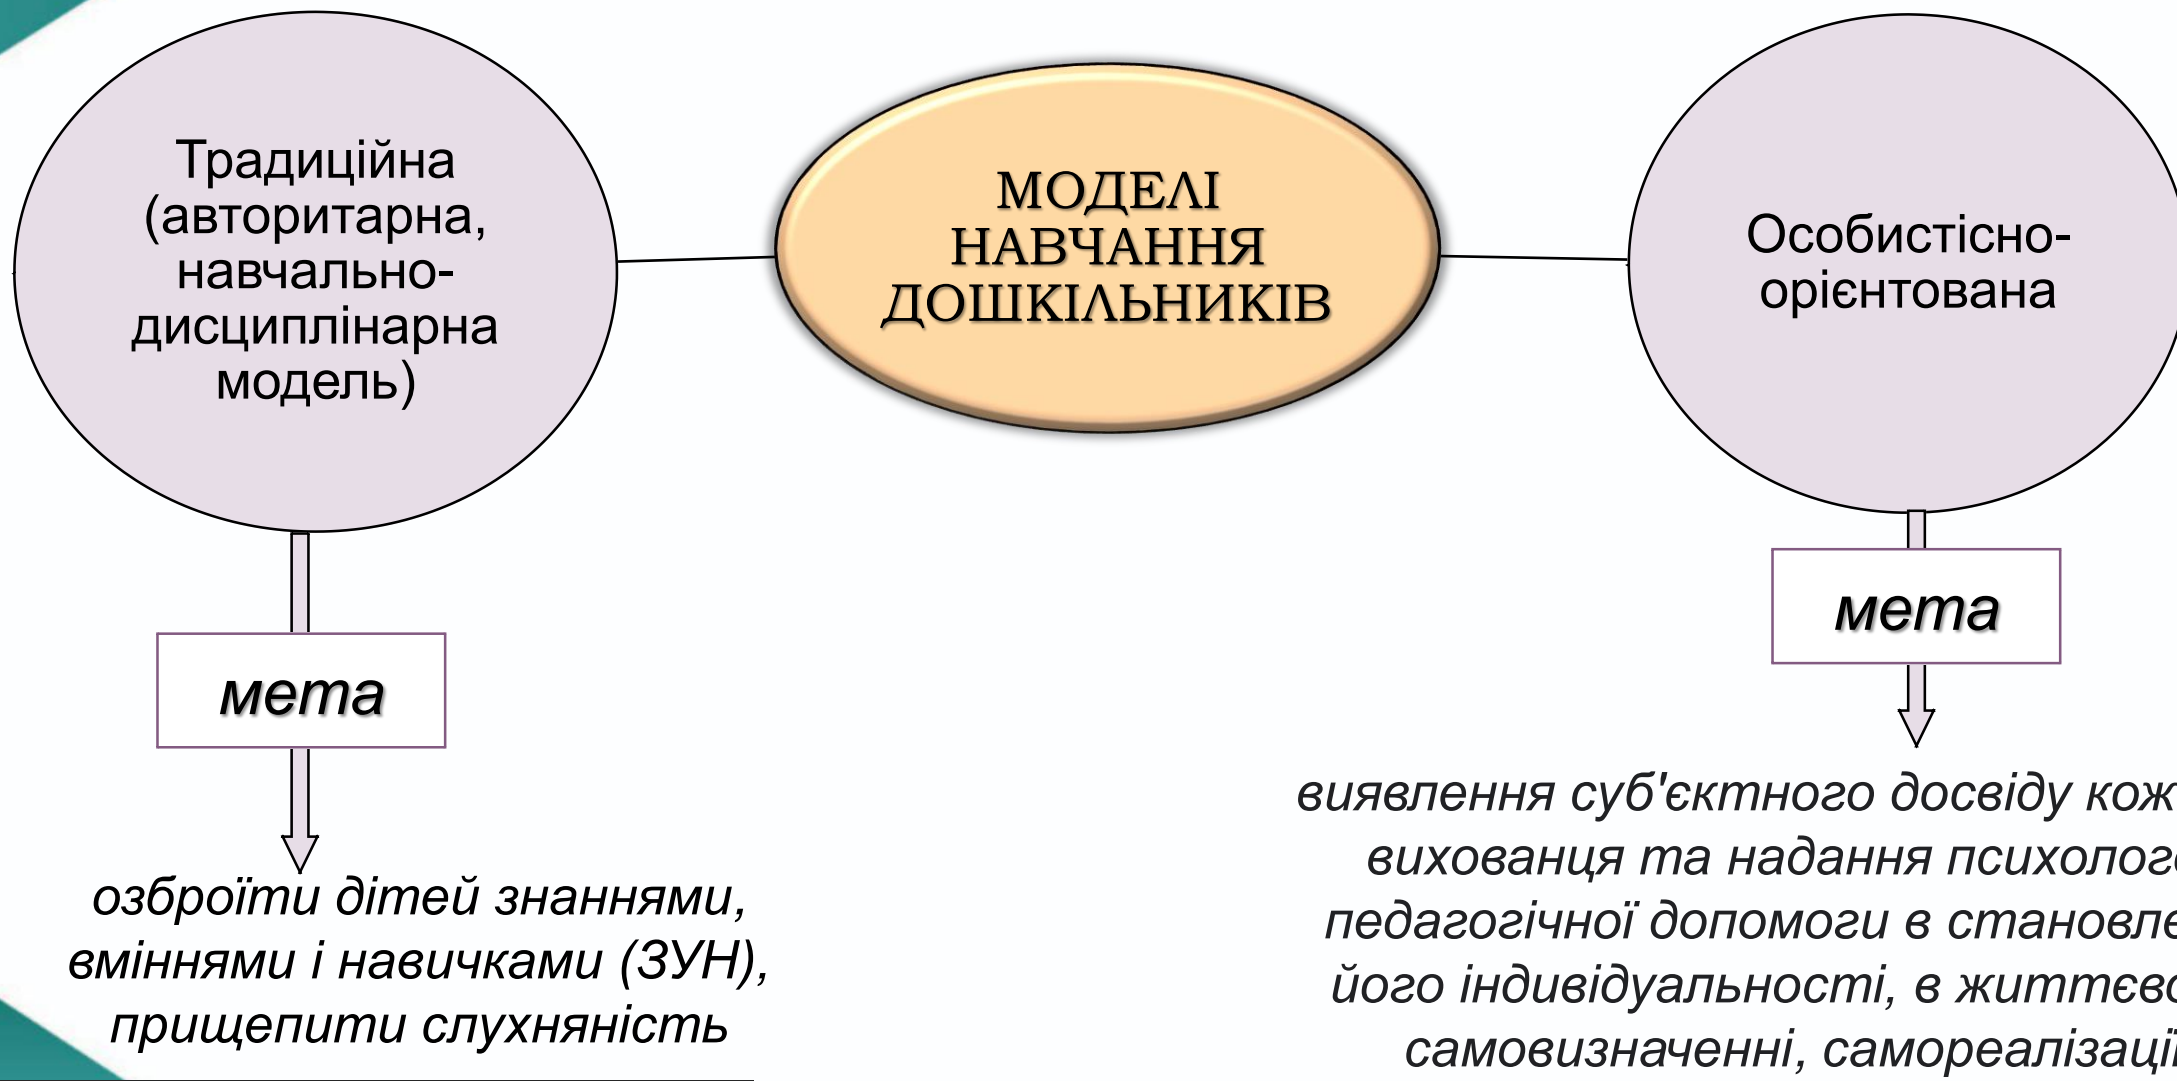 Традиційна
(авторитарна,
навчально-
дисциплінарна
модель)
МОДЕЛІ
НАВЧАННЯ
ДОШКІЛЬНИКІВ
Особистісно-
орієнтована
мета
мета
озброїти дітей знаннями,
вміннями і навичками (ЗУН),
прищепити слухняність
виявлення суб'єктного досвіду
вихованця та надання
педагогічної допомоги в
його індивідуальності, в
самовизначенні, самореалізації